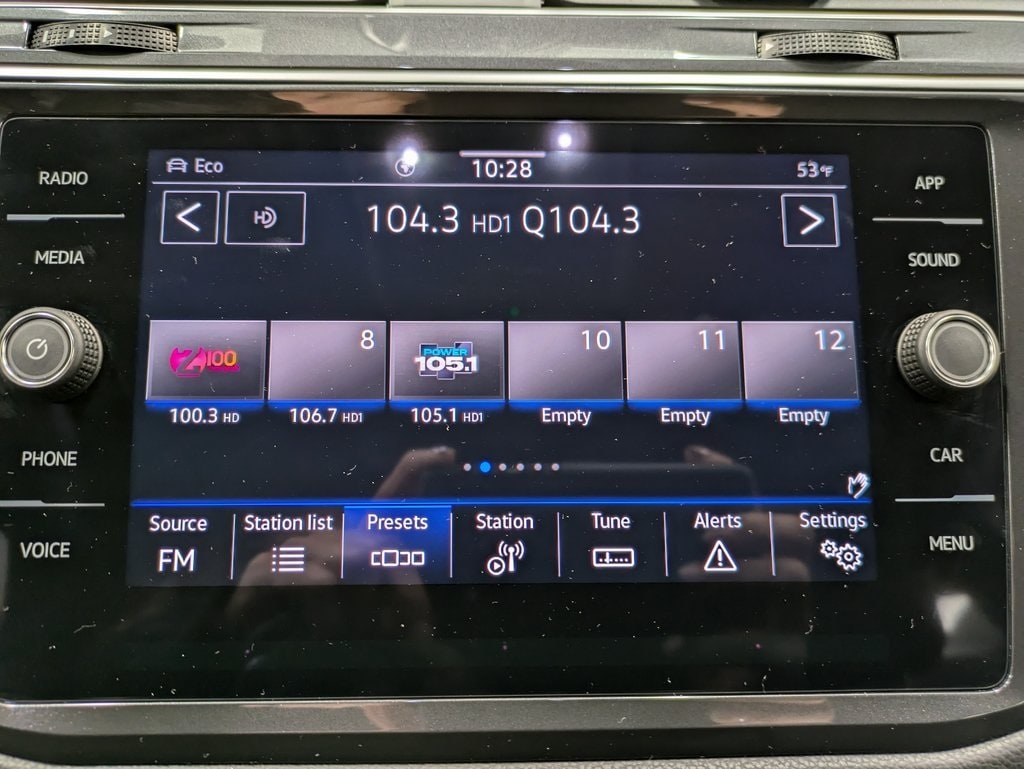 RADIO
MEDIA
PHONE
VOICE
Eco
10:28
53°F
HD
104.3 HD1 Q104.3
Z100
8
POWER
105.1
10
11
12
100.3 HD
106.7 HD1
105.1 HD1
Empty
Empty
Empty
Source
FM
Station list
Presets
Station
Tune
Alerts
Settings
APP
SOUND
CAR
MENU